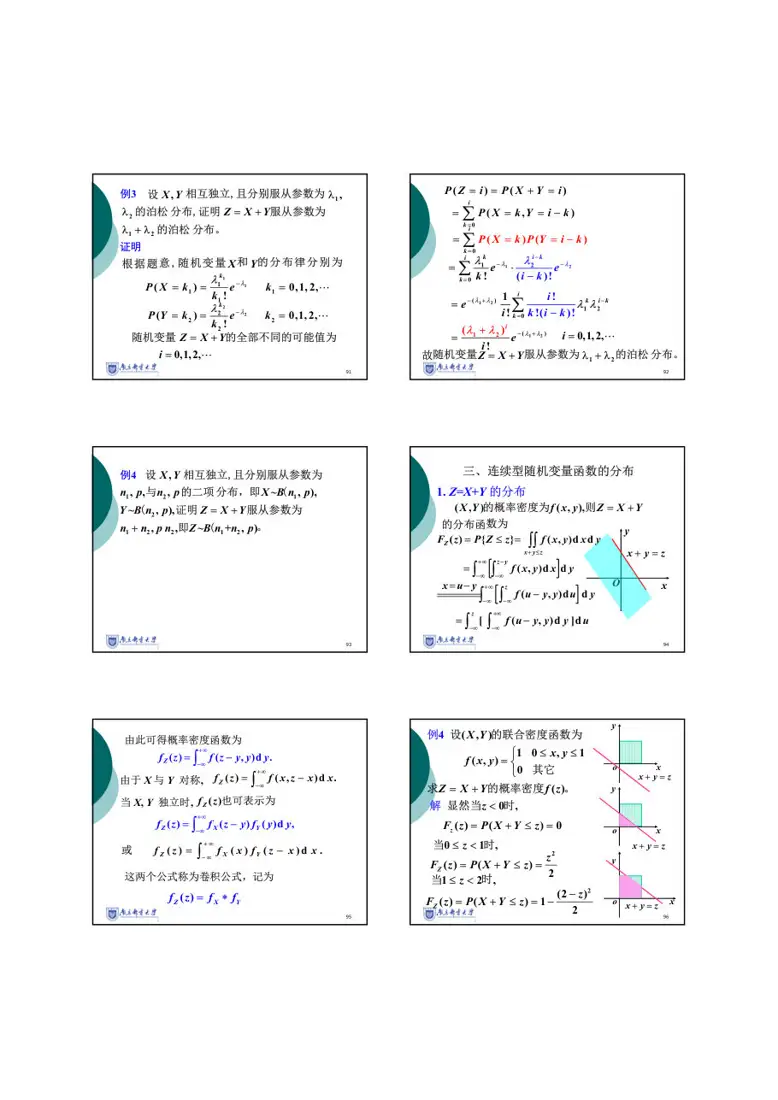 例3 设 X, Y 相互独立,且分别服从参数为 λ₁,
λ₂ 的泊松 分布,证明 Z = X + Y服从参数为
λ₁ + λ₂ 的泊松 分布。
证明
根据题意,随机变量X和Y的分布律分别为
P(X = k₁) = λ₁^{k₁}/k₁! e^{-λ₁} k₁ = 0,1,2,⋯
P(Y = k₂) = λ₂^{k₂}/k₂! e^{-λ₂} k₂ = 0,1,2,⋯
随机变量 Z = X + Y的全部不同的可能值为
i = 0,1,2,⋯
91
P(Z = i) = P(X + Y = i)
= ∑_{k=0}^{i} P(X = k, Y = i − k)
= ∑_{k=0}^{i} P(X = k)P(Y = i − k)
= ∑_{k=0}^{i} λ₁^k/k! e^{-λ₁} · λ₂^{i−k}/(i − k)! e^{-λ₂}
= e^{-(λ₁+λ₂)} 1/i! ∑_{k=0}^{i} i!/k!(i − k)! λ₁^k λ₂^{i−k}
= (λ₁ + λ₂)^i/i! e^{-(λ₁+λ₂)} i = 0,1,2,⋯
故随机变量Z = X + Y服从参数为 λ₁ + λ₂ 的泊松 分布。
92
例4 设 X, Y 相互独立,且分别服从参数为
n₁, p,与n₂, p 的二项 分布，即X~B(n₁, p),
Y~B(n₂, p),证明 Z = X + Y服从参数为
n₁ + n₂, p n₂,即Z~B(n₁+n₂, p)。
93
三、连续型随机变量函数的分布
1. Z=X+Y 的分布
(X,Y)的概率密度为f(x, y),则Z = X + Y
的分布函数为
F_Z(z) = P{Z ≤ z} = ∬_{x+y≤z} f(x, y)d x d y
= ∫_{−∞}^{+∞} [∫_{−∞}^{z−y} f(x, y)d x] d y
x = u − y ∫_{−∞}^{+∞} [∫_{−∞}^{z} f(u − y, y)d u] d y
= ∫_{−∞}^{z} [ ∫_{−∞}^{+∞} f(u − y, y)d y ]d u
y
x + y = z
O
x
94
由此可得概率密度函数为
f_Z(z) = ∫_{−∞}^{+∞} f(z − y, y)d y.
由于 X 与 Y 对称, f_Z(z) = ∫_{−∞}^{+∞} f(x, z − x)d x.
当 X, Y 独立时, f_Z(z)也可表示为
f_Z(z) = ∫_{−∞}^{+∞} f_X(z − y) f_Y(y)d y,
或 f_Z(z) = ∫_{−∞}^{+∞} f_X(x) f_Y(z − x)d x .
这两个公式称为卷积公式，记为
f_Z(z) = f_X * f_Y
95
例4 设(X,Y)的联合密度函数为
f(x, y) = { 1 0 ≤ x, y ≤ 1
0 其它
求Z = X + Y的概率密度f(z)。
解 显然当z < 0时,
F_z(z) = P(X + Y ≤ z) = 0
当0 ≤ z < 1时,
F_Z(z) = P(X + Y ≤ z) = z²/2
当1 ≤ z < 2时,
F_Z(z) = P(X + Y ≤ z) = 1 − (2 − z)²/2
y
o
x
x + y = z
y
o
x
x + y = z
y
o
x
x + y = z
96